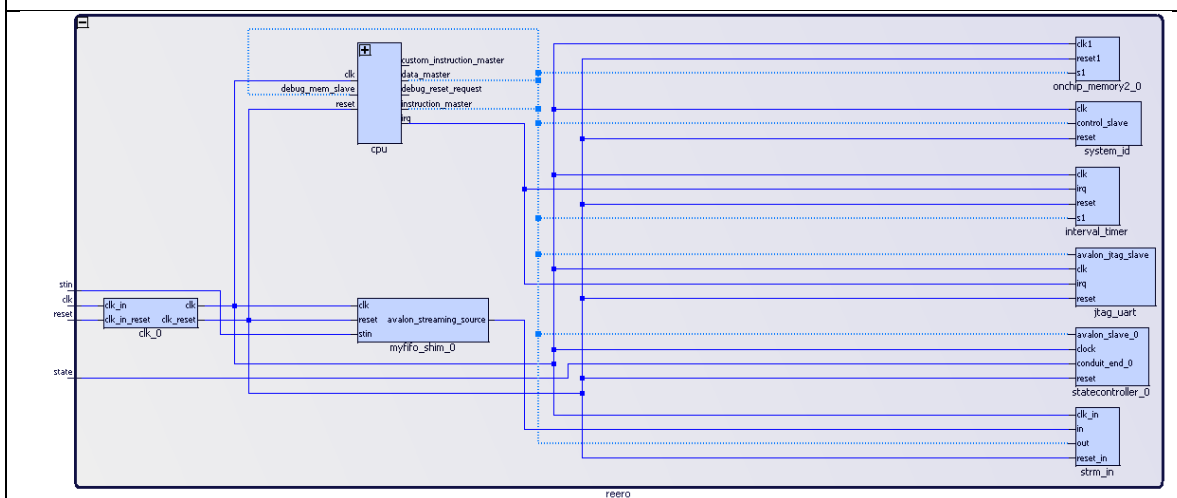 custom_instruction_master
clk
data_master
debug_mem_slave
debug_reset_request
reset
instruction_master
irq
cpu
clk1
reset1
s1
onchip_memory2_0
clk
control_slave
reset
system_id
clk
irq
reset
s1
interval_timer
avalon_jtag_slave
clk
irq
reset
jtag_uart
stin
clk
reset
clk_in
clk
clk_in_reset
clk_reset
clk_0
clk
reset
avalon_streaming_source
stin
myfifo_shim_0
avalon_slave_0
clock
conduit_end_0
reset
statecontroller_0
state
clk_in
in
out
reset_in
strm_in
reero